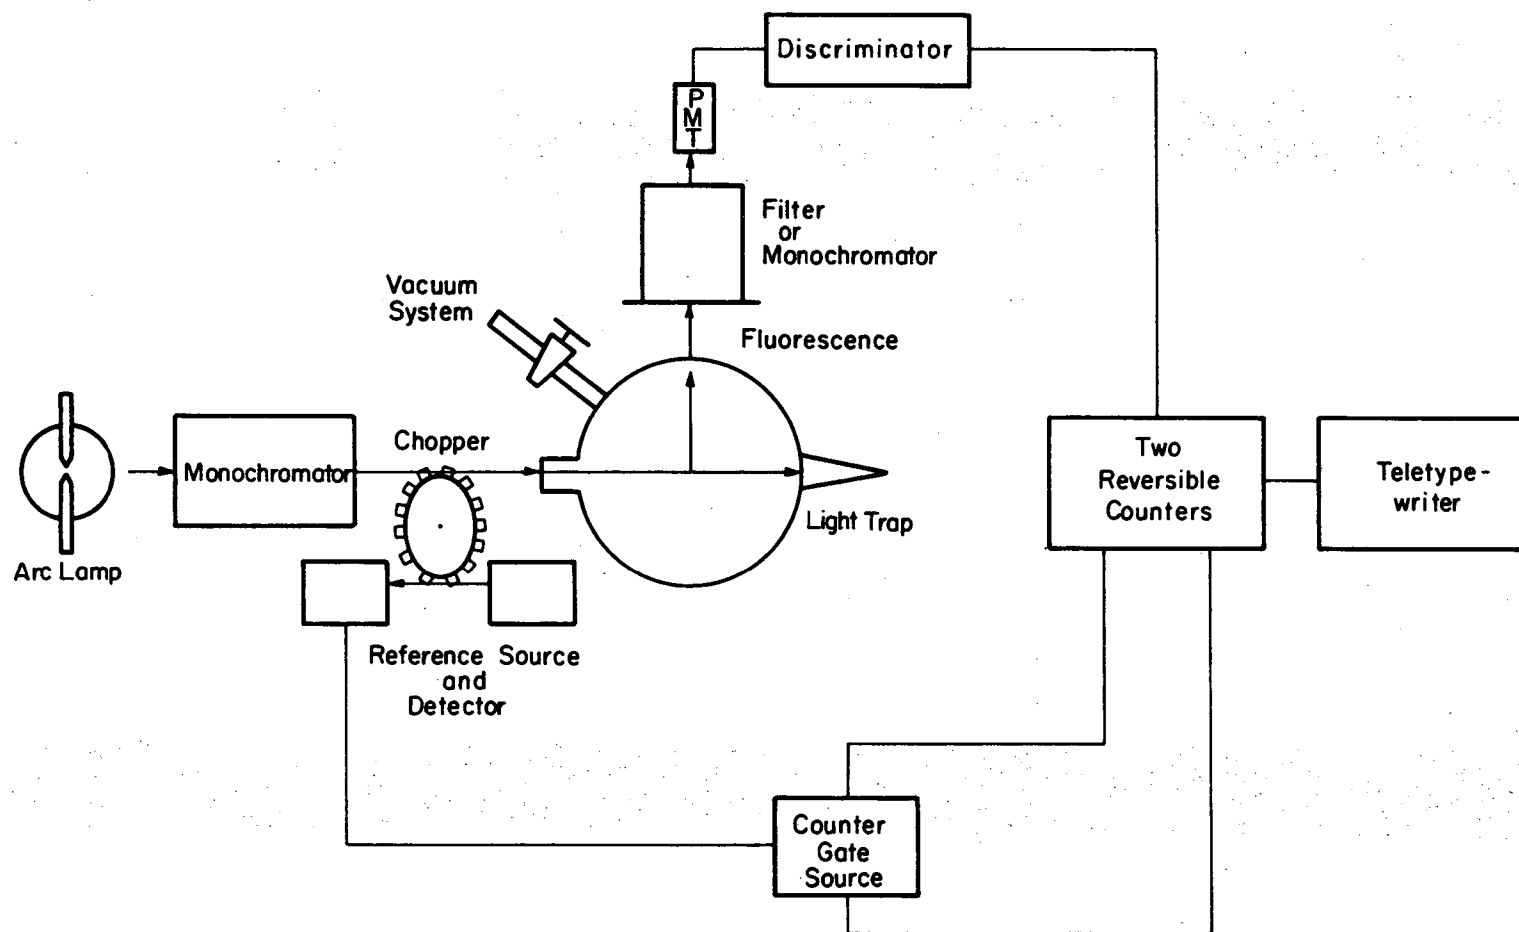 Discriminator
P
M
T
Filter
or
Monochromator
Vacuum
System
Fluorescence
Arc Lamp
Monochromator
Chopper
Light Trap
Two
Reversible
Counters
Teletype-
writer
Reference Source
and
Detector
Counter
Gate
Source